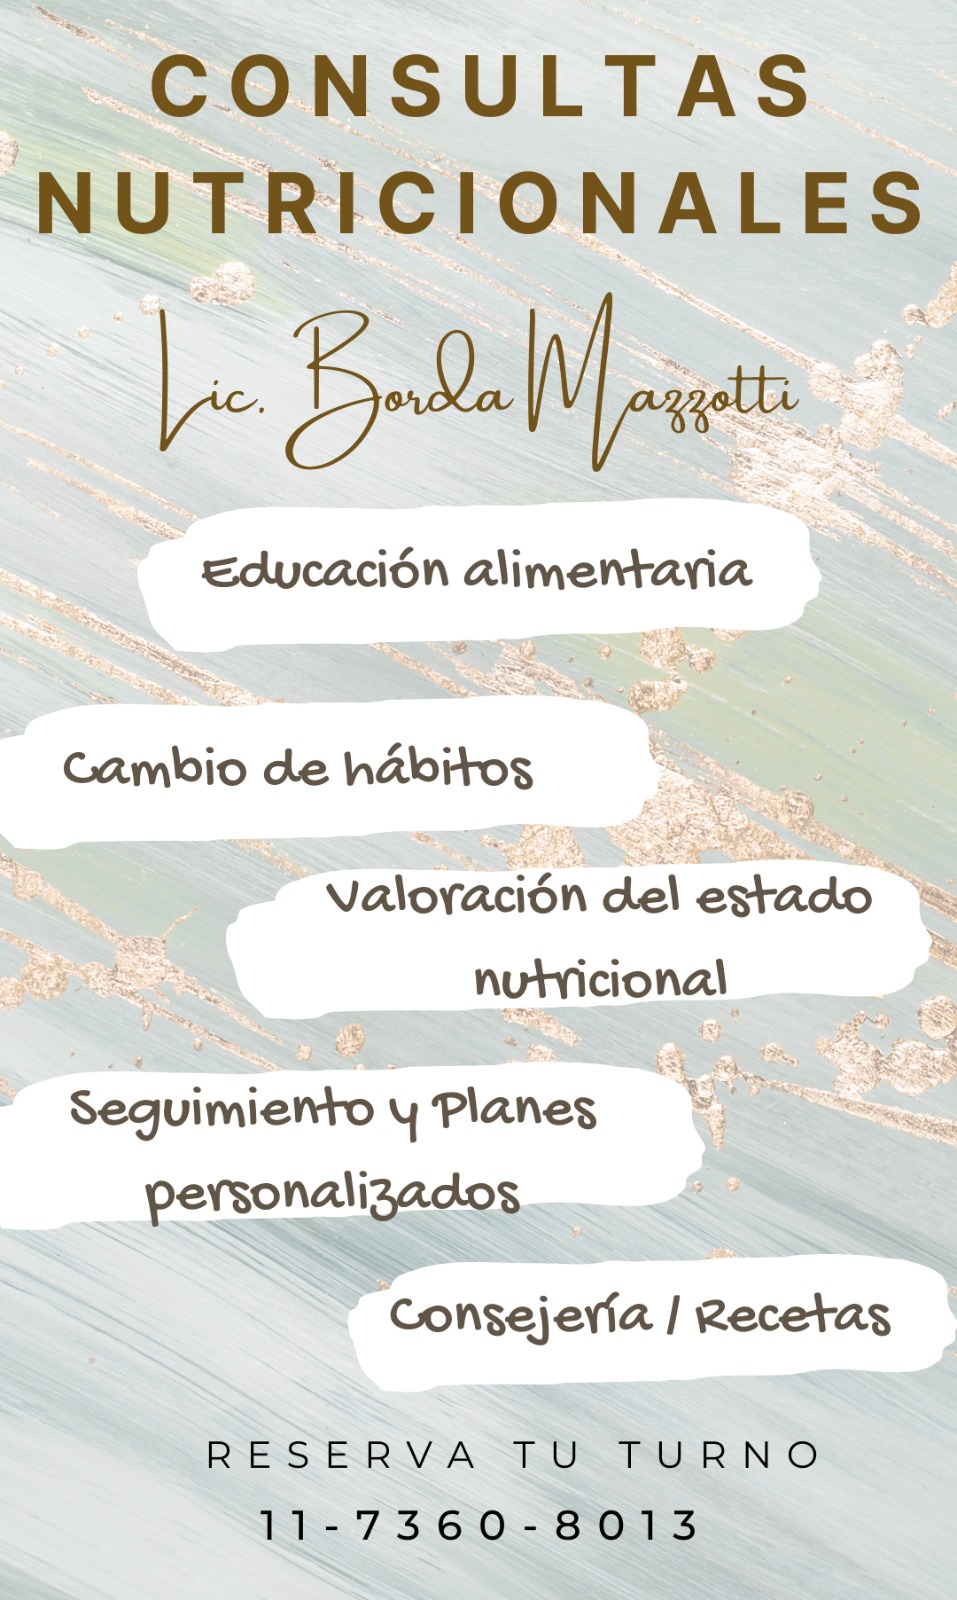 CONSULTAS
NUTRICIONALES
Lic. Borda Mazzotti
Educación alimentaria
Cambio de hábitos
Valoración del estado
nutricional
Seguimiento y Planes
personalizados
Consejería / Recetas
RESERVA TU TURNO
11-7360-8013